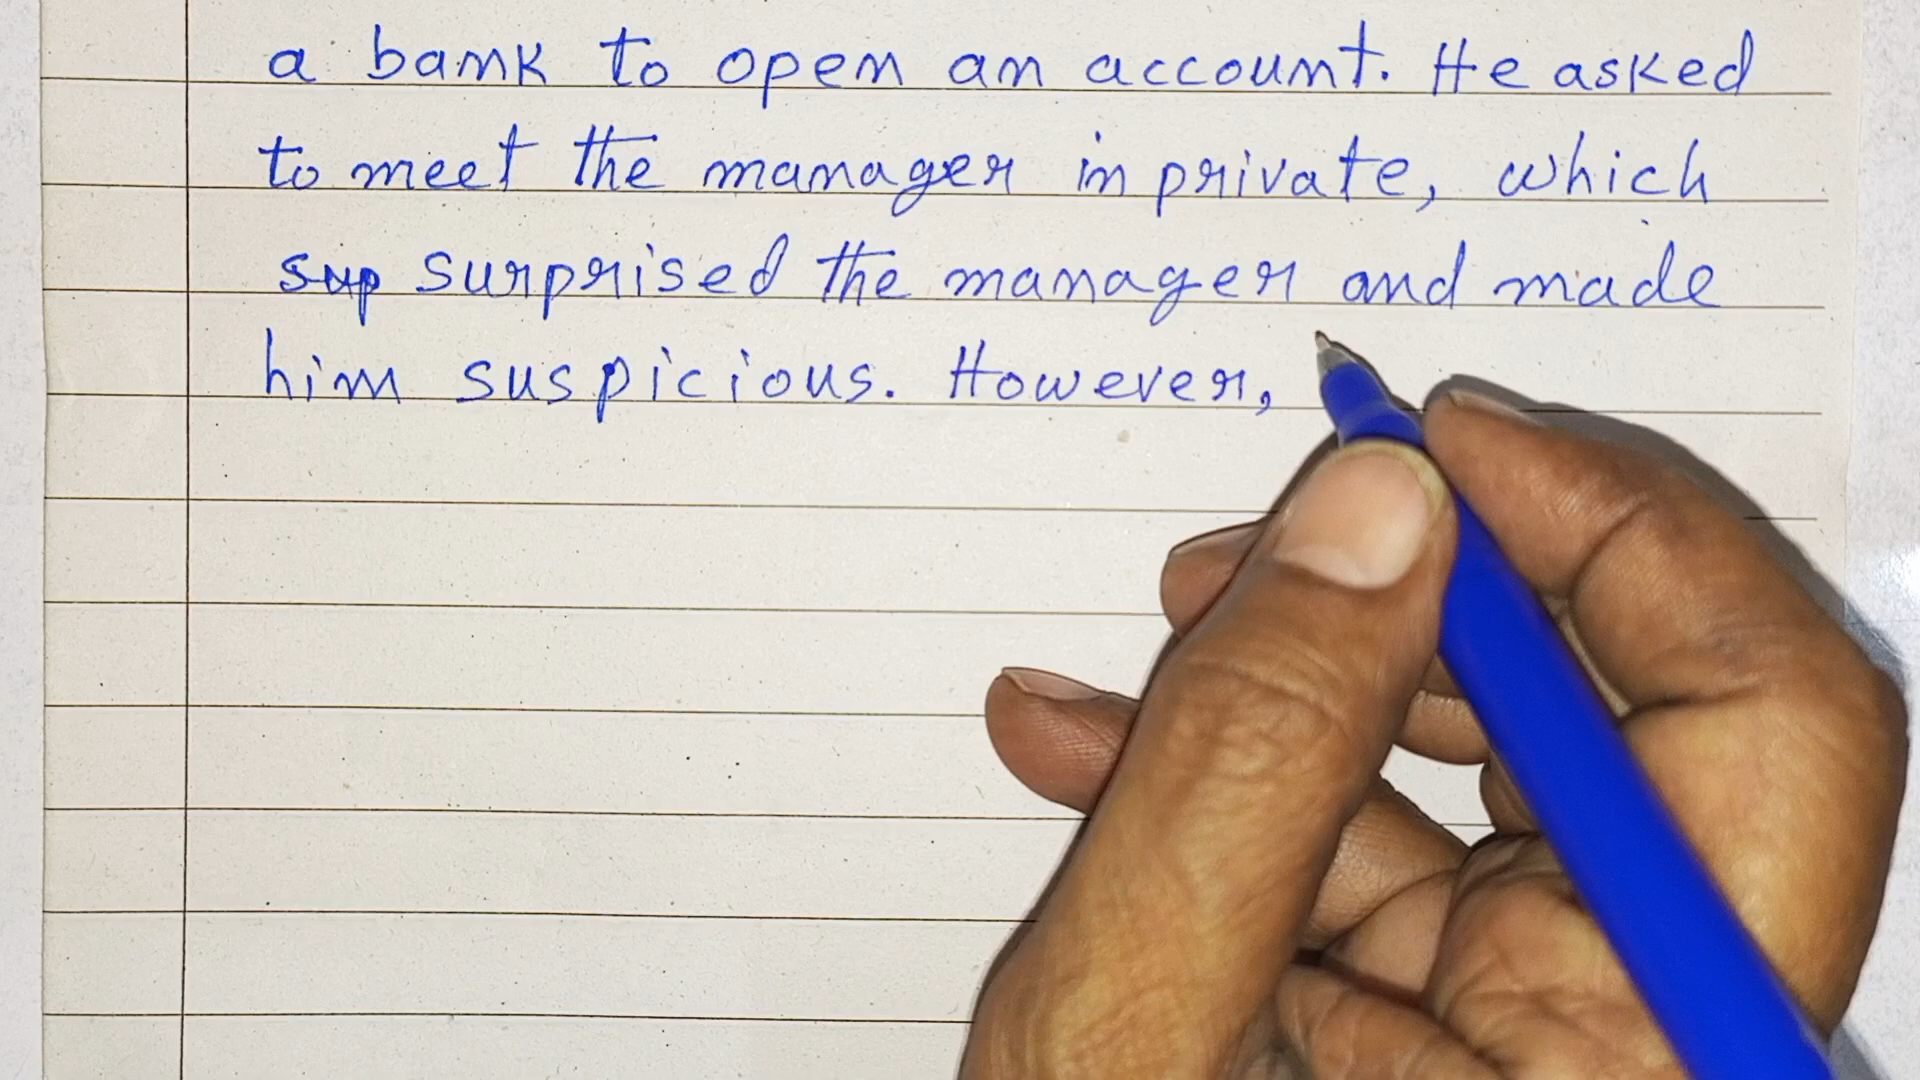 a bank to open an account. He asked
to meet the manager in private, which
sup surprised the manager and made
him suspicious. However,